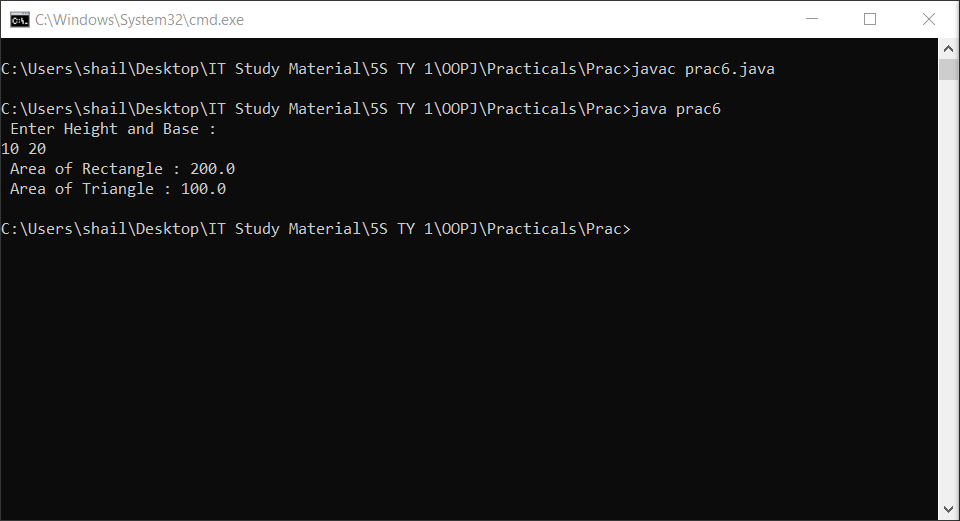 C:\Windows\System32\cmd.exe
C:\Users\shail\Desktop\IT Study Material\5S TY 1\OOPJ\Practicals\Prac>javac prac6.java
C:\Users\shail\Desktop\IT Study Material\5S TY 1\OOPJ\Practicals\Prac>java prac6
Enter Height and Base :
10 20
Area of Rectangle : 200.0
Area of Triangle : 100.0
C:\Users\shail\Desktop\IT Study Material\5S TY 1\OOPJ\Practicals\Prac>